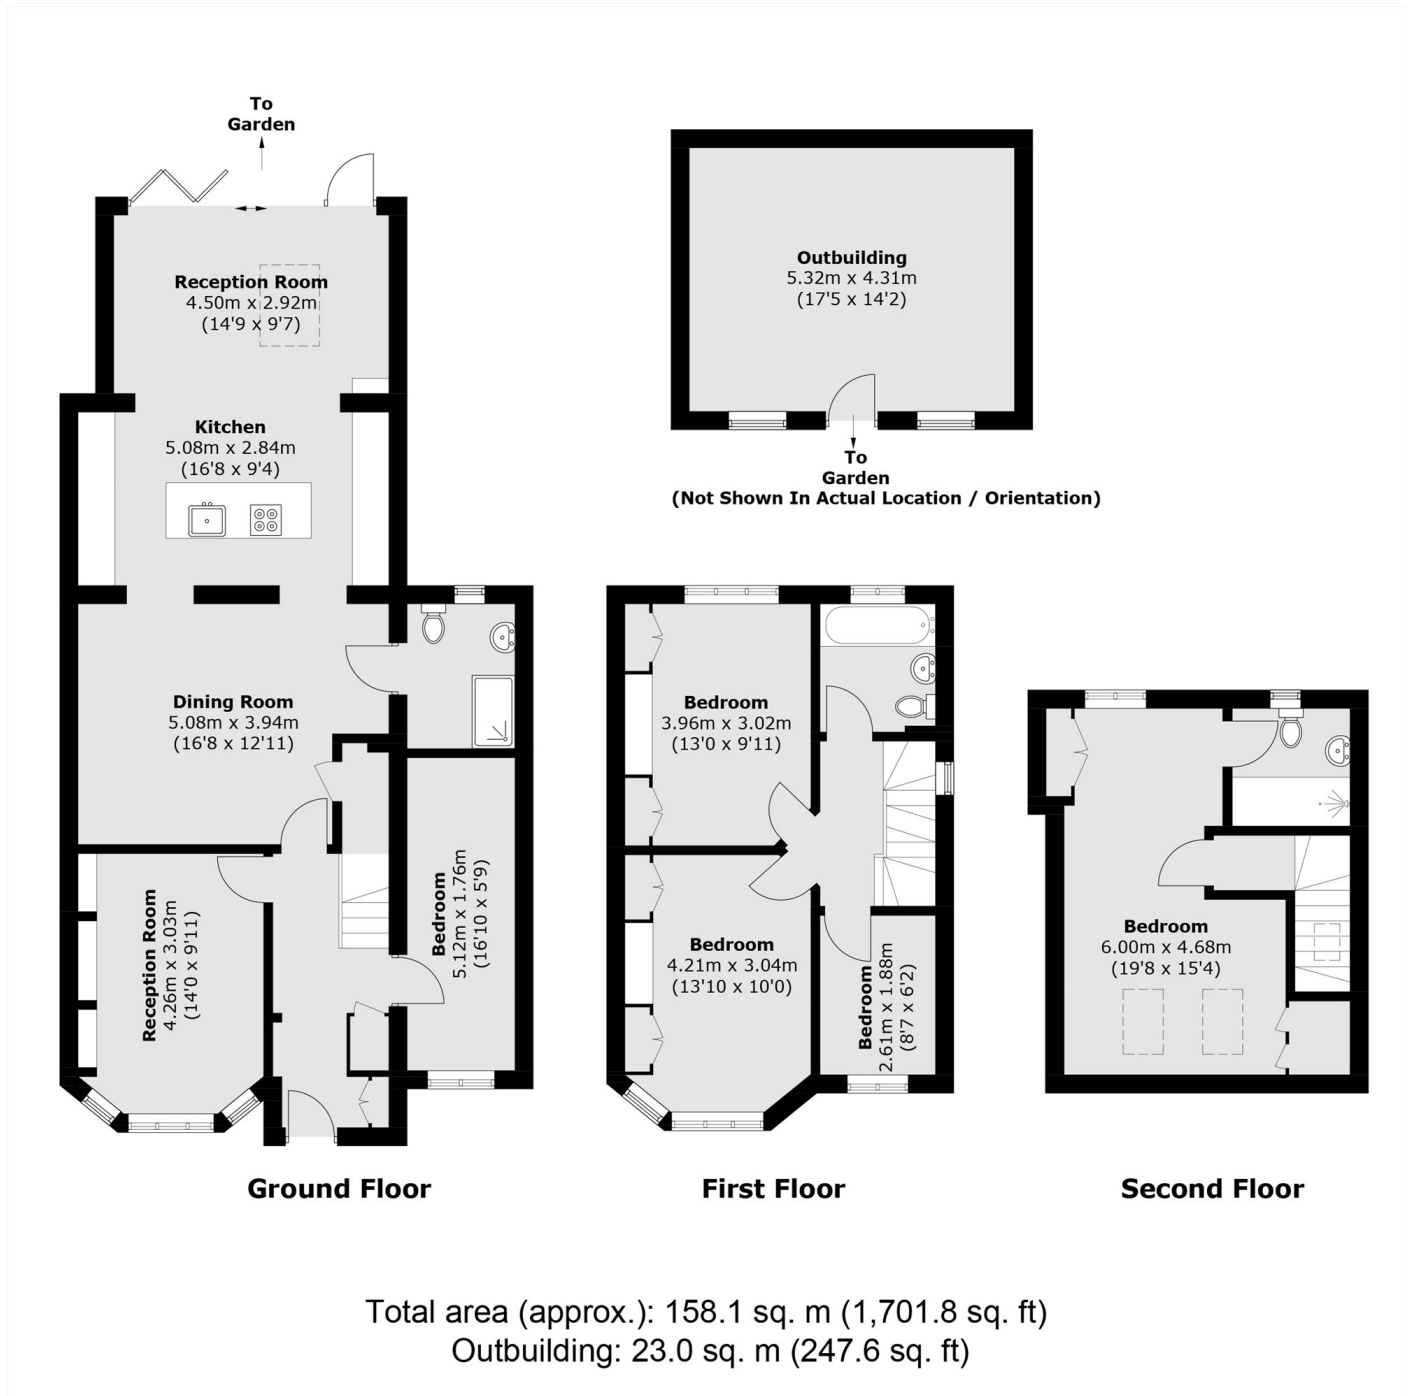 To
Garden
Reception Room
4.50m x 2.92m
(14'9 x 9'7)
Kitchen
5.08m x 2.84m
(16'8 x 9'4)
Dining Room
5.08m x 3.94m
(16'8 x 12'11)
Reception Room
4.26m x 3.03m
(14'0 x 9'11)
Bedroom
5.12m x 1.76m
(16'10 x 5'9)
Ground Floor
Outbuilding
5.32m x 4.31m
(17'5 x 14'2)
To
Garden
(Not Shown In Actual Location / Orientation)
Bedroom
3.96m x 3.02m
(13'0 x 9'11)
Bedroom
4.21m x 3.04m
(13'10 x 10'0)
Bedroom
2.61m x 1.88m
(8'7 x 6'2)
First Floor
Bedroom
6.00m x 4.68m
(19'8 x 15'4)
Second Floor
Total area (approx.): 158.1 sq. m (1,701.8 sq. ft)
Outbuilding: 23.0 sq. m (247.6 sq. ft)